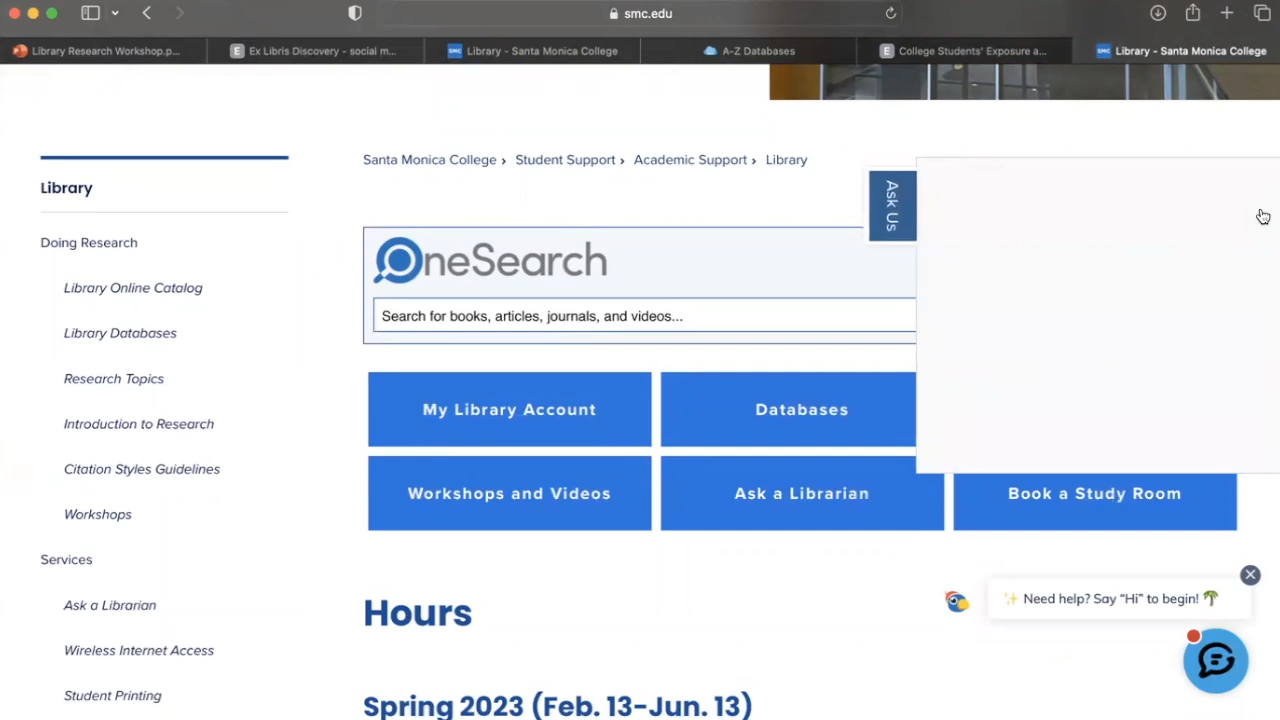 smc.edu
Library Research Workshop.p...
Ex Libris Discovery - social m...
Library - Santa Monica College
A-Z Databases
College Students' Exposure a...
SMC Library - Santa Monica College
Santa Monica College › Student Support › Academic Support › Library
Library
Doing Research
Library Online Catalog
Library Databases
Research Topics
Introduction to Research
Citation Styles Guidelines
Workshops
Services
Ask a Librarian
Wireless Internet Access
Student Printing
OneSearch
Search for books, articles, journals, and videos...
Ask Us
My Library Account
Databases
Workshops and Videos
Ask a Librarian
Book a Study Room
Hours
Spring 2023 (Feb. 13-Jun. 13)
✨ Need help? Say “Hi” to begin! 🌴